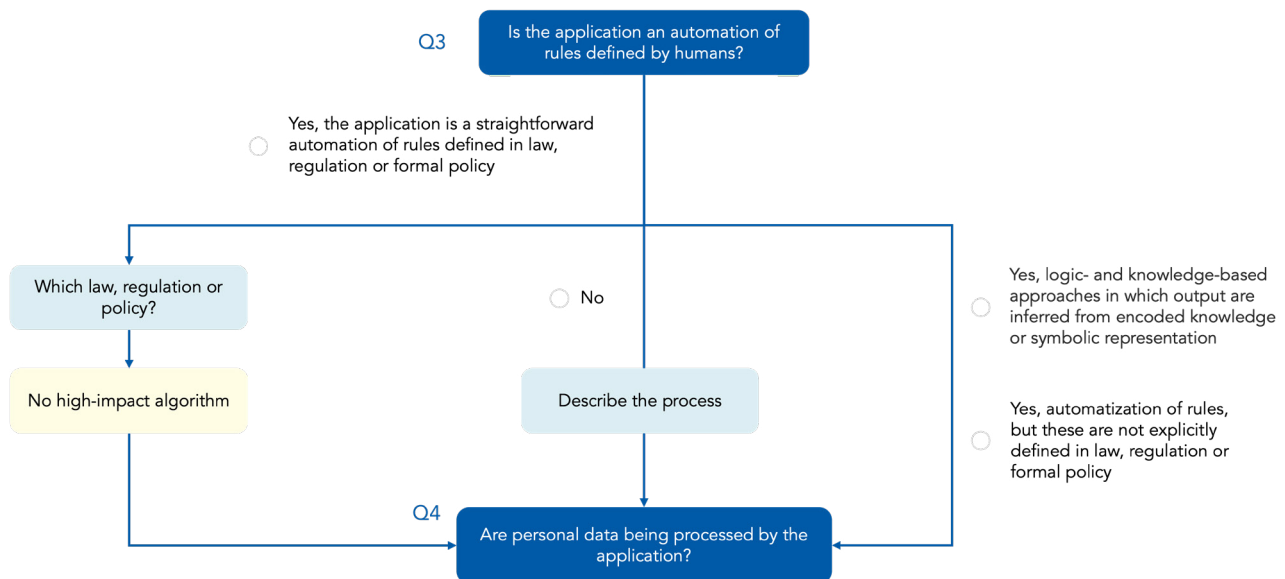 Q3
Is the application an automation of
rules defined by humans?
Yes, the application is a straightforward
automation of rules defined in law,
regulation or formal policy
Which law, regulation or
policy?
No
Yes, logic- and knowledge-based
approaches in which output are
inferred from encoded knowledge
or symbolic representation
No high-impact algorithm
Describe the process
Yes, automatization of rules,
but these are not explicitly
defined in law, regulation or
formal policy
Q4
Are personal data being processed by the
application?